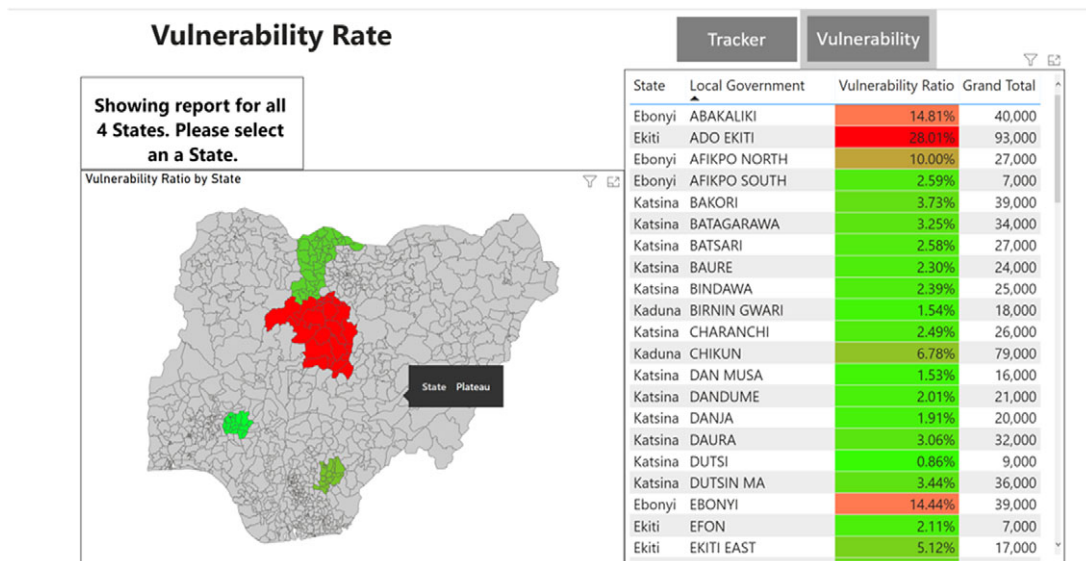 Vulnerability Rate
Tracker
Vulnerability
Showing report for all
4 States. Please select
an a State.
Vulnerability Ratio by State
State Plateau
State Local Government Vulnerability Ratio Grand Total
Ebonyi ABAKALIKI 14.81% 40,000
Ekiti ADO EKITI 28.01% 93,000
Ebonyi AFIKPO NORTH 10.00% 27,000
Ebonyi AFIKPO SOUTH 2.59% 7,000
Katsina BAKORI 3.73% 39,000
Katsina BATAGARAWA 3.25% 34,000
Katsina BATSARI 2.58% 27,000
Katsina BAURE 2.30% 24,000
Katsina BINDAWA 2.39% 25,000
Kaduna BIRNIN GWARI 1.54% 18,000
Katsina CHARANCHI 2.49% 26,000
Kaduna CHIKUN 6.78% 79,000
Katsina DAN MUSA 1.53% 16,000
Katsina DANDUME 2.01% 21,000
Katsina DANJA 1.91% 20,000
Katsina DAURA 3.06% 32,000
Katsina DUTSI 0.86% 9,000
Katsina DUTSIN MA 3.44% 36,000
Ebonyi EBONYI 14.44% 39,000
Ekiti EFON 2.11% 7,000
Ekiti EKITI EAST 5.12% 17,000